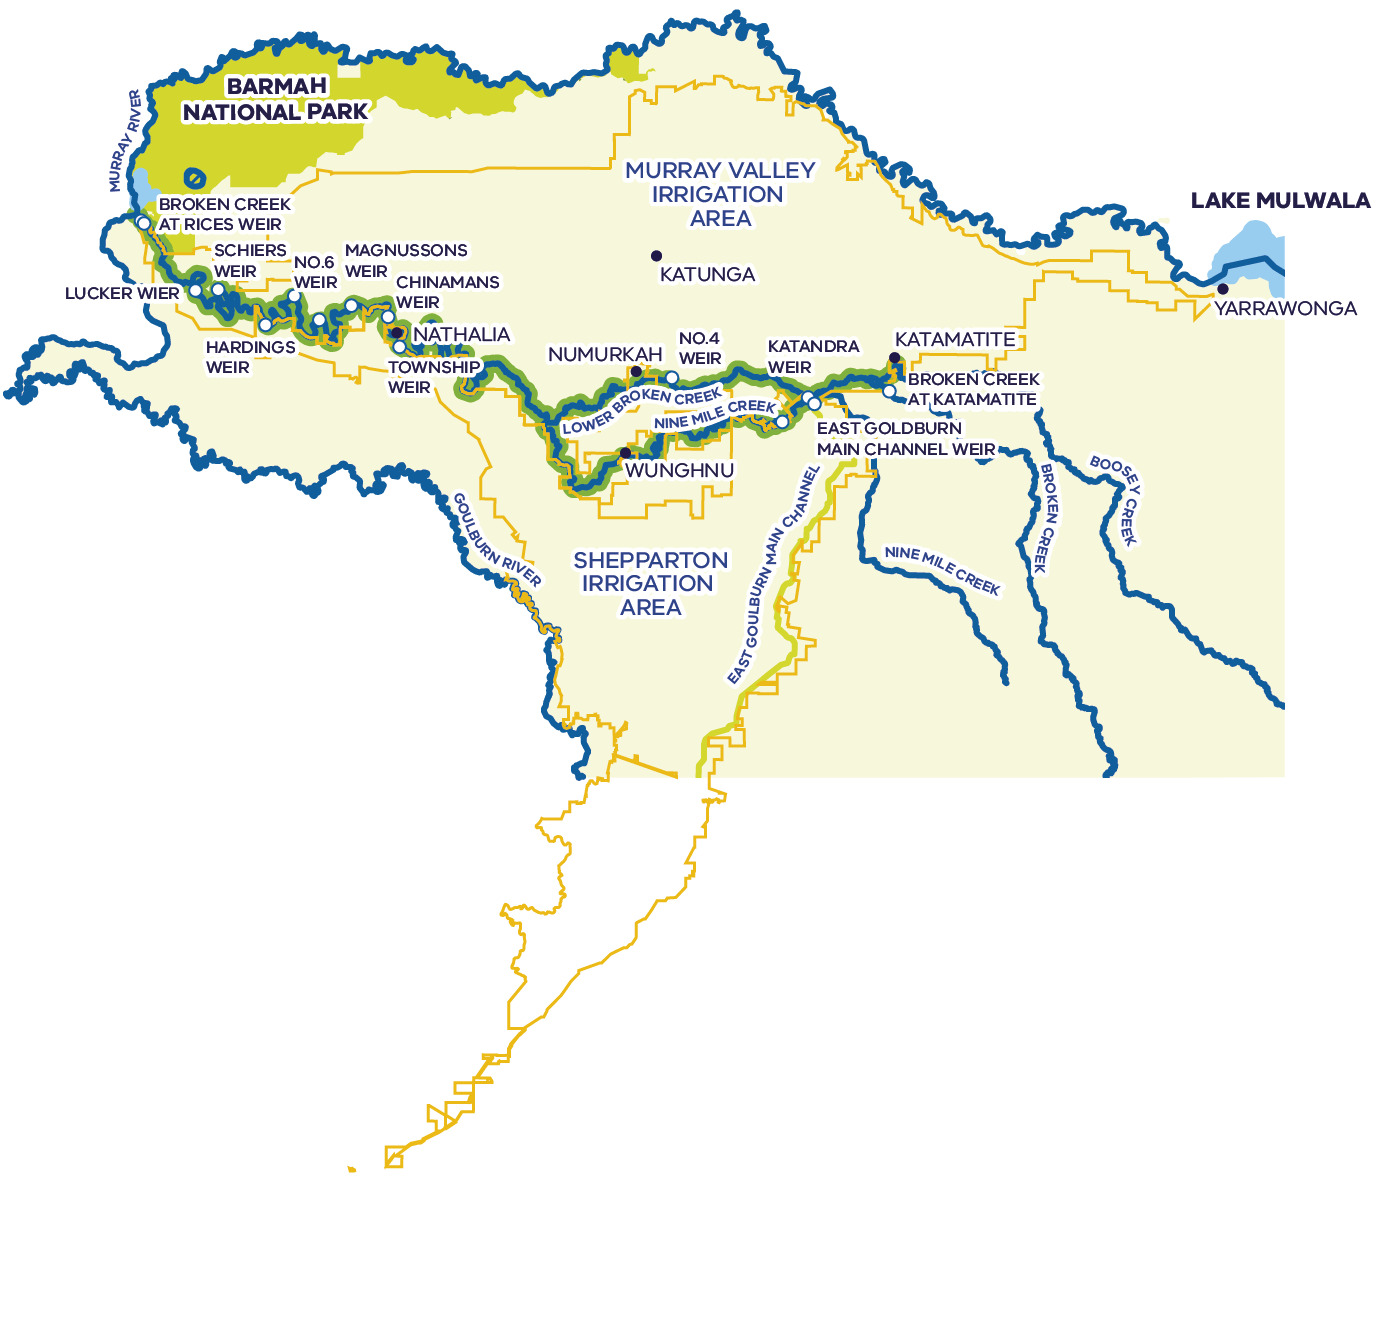 BARMAH
NATIONAL PARK
MURRAY RIVER
BROKEN CREEK
AT RICES WEIR
SCHIERS
WEIR
NO.6
WEIR
MAGNUSSONS
WEIR
CHINAMANS
WEIR
LUCKER WIER
HARDINGS
WEIR
NATHALIA
TOWNSHIP
WEIR
MURRAY VALLEY
IRRIGATION
AREA
KATUNGA
LAKE MULWALA
YARRAWONGA
NUMURKAH
NO.4
WEIR
KATANDRA
WEIR
KATAMATITE
BROKEN CREEK
AT KATAMATITE
LOWER BROKEN CREEK
NINE MILE CREEK
EAST GOLDBURN
MAIN CHANNEL WEIR
WUNGHNU
GOULBURN RIVER
SHEPPARTON
IRRIGATION
AREA
EAST GOULBURN MAIN CHANNEL
NINE MILE CREEK
BROKEN CREEK
BOOSEY CREEK